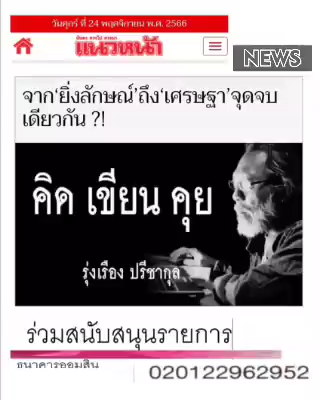 วันศุกร์ ที่ 24 พฤศจิกายน พ.ศ. 2566
แนวหน้า
NEWS
จาก‘ยิ่งลักษณ์’ถึง‘เศรษฐา’จุดจบ
เดียวกัน ?!
คิด เขียน คุย
รุ่งเรือง ปรีชากุล
ร่วมสนับสนุนรายการ
ธนาคารออมสิน
020122962952